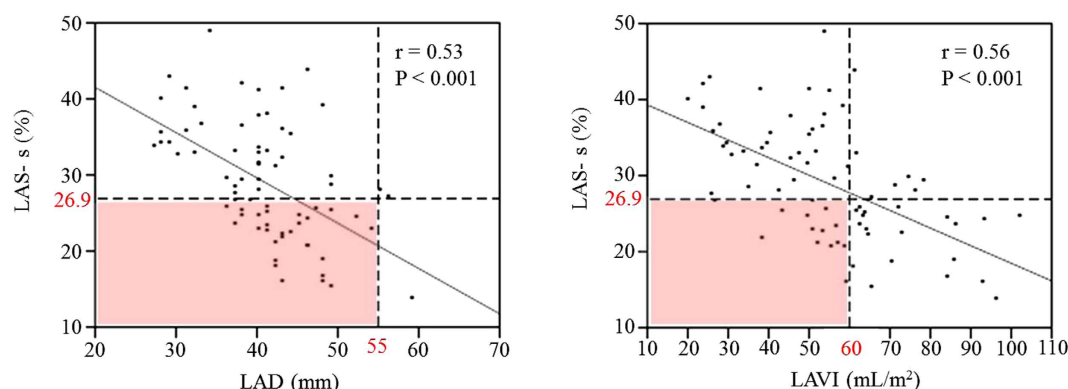 50
40
30
26.9
20
10
LAS- s (%)
r = 0.53
P < 0.001
20 30 40 50 55 60 70
LAD (mm)
50
40
30
26.9
20
10
LAS- s (%)
r = 0.56
P < 0.001
10 20 30 40 50 60 70 80 90 100 110
LAVI (mL/m²)